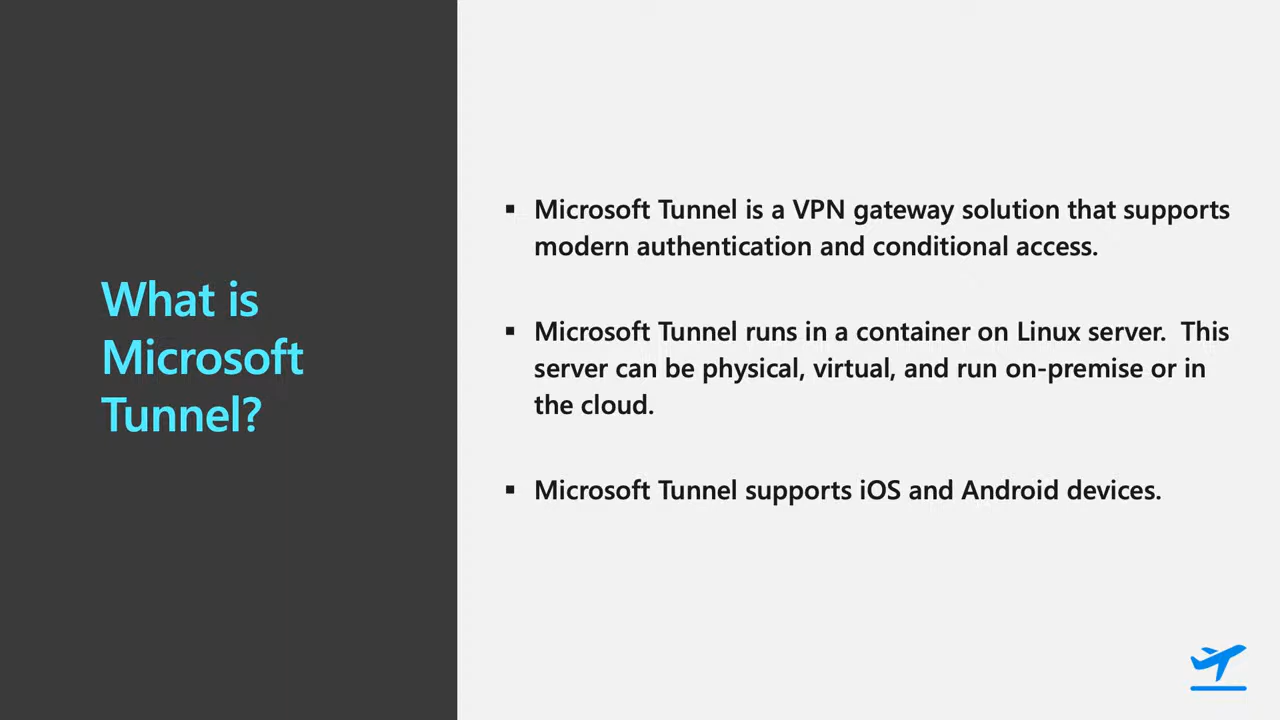 What is
Microsoft
Tunnel?
▪ Microsoft Tunnel is a VPN gateway solution that supports
modern authentication and conditional access.
▪ Microsoft Tunnel runs in a container on Linux server.  This
server can be physical, virtual, and run on-premise or in
the cloud.
▪ Microsoft Tunnel supports iOS and Android devices.